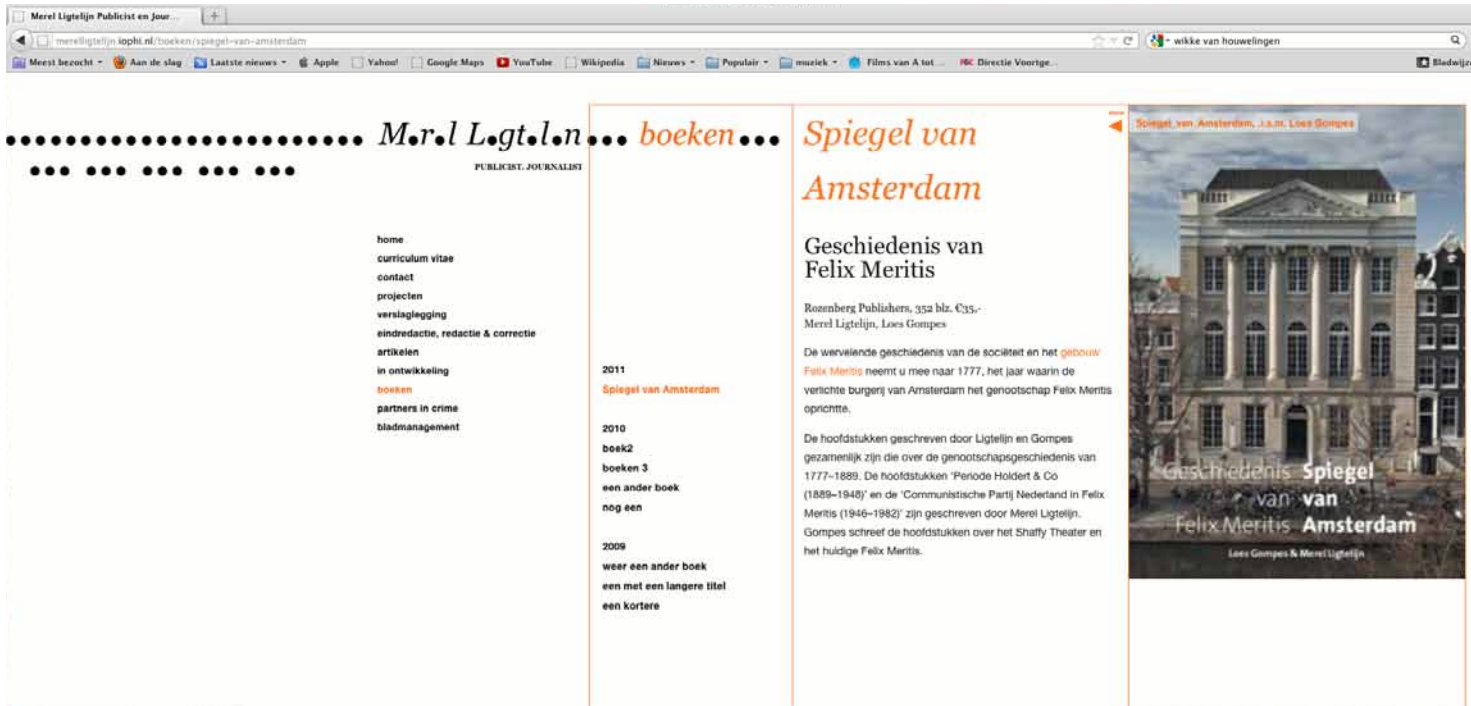 Merel Ligtelijn Publicist en Jour...
merelligtelijn.iophi.nl/boeken/spiegel-van-amsterdam
wikke van houwelingen
Meest bezocht Aan de slag Laatste nieuws Apple Yahoo! Google Maps YouTube Wikipedia Nieuws Populair muziek Films van A tot ... Directie Voortge...
M.r.l L.gt.l.n... boeken...
PUBLICIST. JOURNALIST
home
curriculum vitae
contact
projecten
verslaglegging
eindredactie, redactie & correctie
artikelen
in ontwikkeling
boeken
partners in crime
bladmanagement
2011
Spiegel van Amsterdam
2010
boek2
boeken 3
een ander boek
nog een
2009
weer een ander boek
een met een langere titel
een kortere
Spiegel van
Amsterdam
Geschiedenis van
Felix Meritis
Rozenberg Publishers, 352 blz. €35,-
Merel Ligtelijn, Loes Gompes
De wervelende geschiedenis van de sociëteit en het gebouw
Felix Meritis neemt u mee naar 1777, het jaar waarin de
verlichte burgerij van Amsterdam het genootschap Felix Meritis
oprichtte.
De hoofdstukken geschreven door Ligtelijn en Gompes
gezamenlijk zijn die over de genootschapsgeschiedenis van
1777–1889. De hoofdstukken ‘Periode Holdert & Co
(1889–1948)’ en de ‘Communistische Partij Nederland in Felix
Meritis (1946–1982)’ zijn geschreven door Merel Ligtelijn.
Gompes schreef de hoofdstukken over het Shaffy Theater en
het huidige Felix Meritis.
Spiegel van Amsterdam, .i.s.m. Loes Gompes
Geschiedenis Spiegel
van van
Felix Meritis Amsterdam
Loes Gompes & Merel Ligtelijn